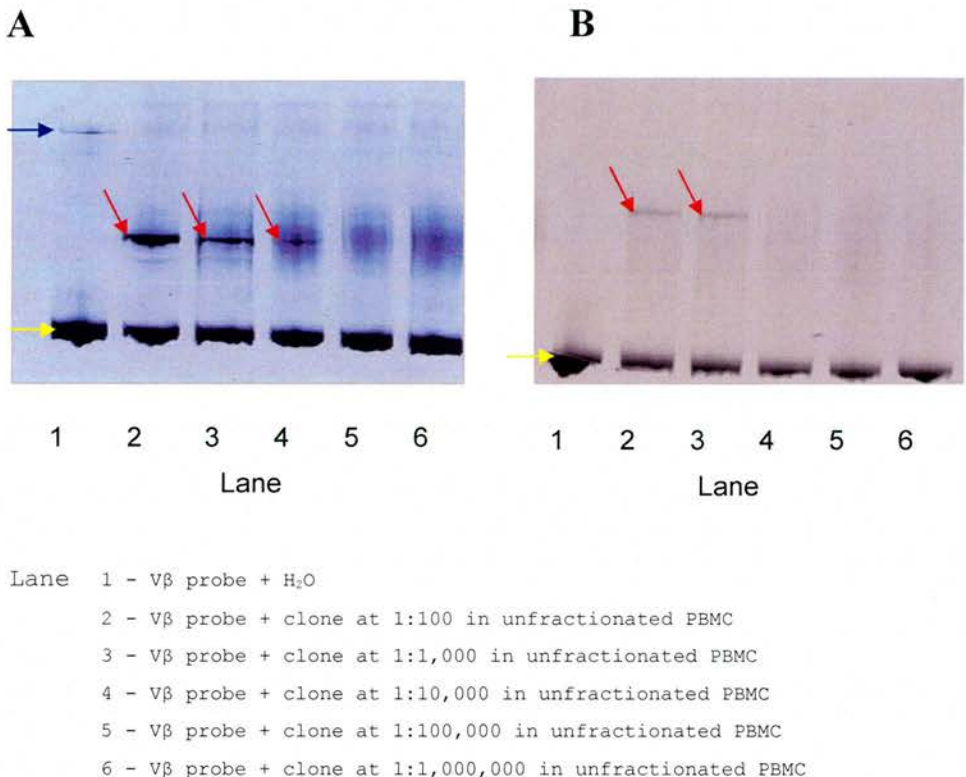 A B
1 2 3 4 5 6
Lane
1 2 3 4 5 6
Lane
Lane 1 - Vβ probe + H₂O
2 - Vβ probe + clone at 1:100 in unfractionated PBMC
3 - Vβ probe + clone at 1:1,000 in unfractionated PBMC
4 - Vβ probe + clone at 1:10,000 in unfractionated PBMC
5 - Vβ probe + clone at 1:100,000 in unfractionated PBMC
6 - Vβ probe + clone at 1:1,000,000 in unfractionated PBMC